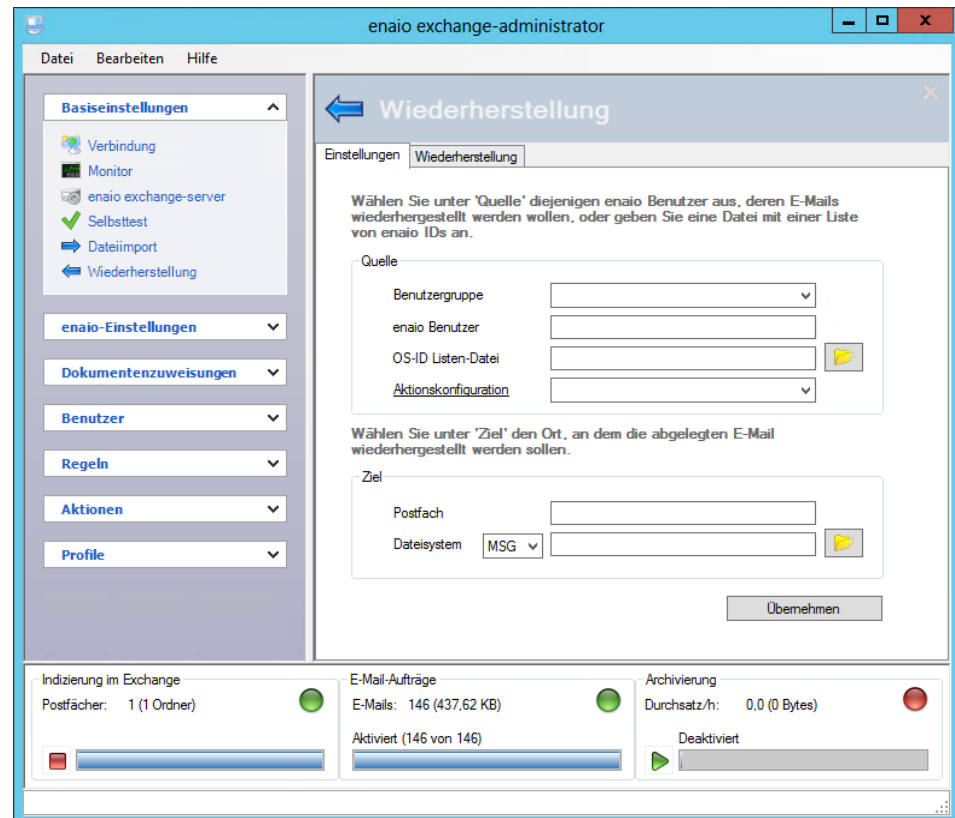 enaio exchange-administrator
Datei Bearbeiten Hilfe
Basiseinstellungen
Verbindung
Monitor
enaio exchange-server
Selbsttest
Dateiimport
Wiederherstellung
enaio-Einstellungen
Dokumentenzuweisungen
Benutzer
Regeln
Aktionen
Profile
Wiederherstellung
Einstellungen Wiederherstellung
Wählen Sie unter 'Quelle' diejenigen enaio Benutzer aus, deren E-Mails
wiederhergestellt werden wollen, oder geben Sie eine Datei mit einer Liste
von enaio IDs an.
Quelle
Benutzergruppe
enaio Benutzer
OS-ID Listen-Datei
Aktionskonfiguration
Wählen Sie unter 'Ziel' den Ort, an dem die abgelegten E-Mail
wiederhergestellt werden sollen.
Ziel
Postfach
Dateisystem MSG
Übernehmen
Indizierung im Exchange
Postfächer: 1 (1 Ordner)
E-Mail-Aufträge
E-Mails: 146 (437,62 KB)
Aktiviert (146 von 146)
Archivierung
Durchsatz/h: 0,0 (0 Bytes)
Deaktiviert